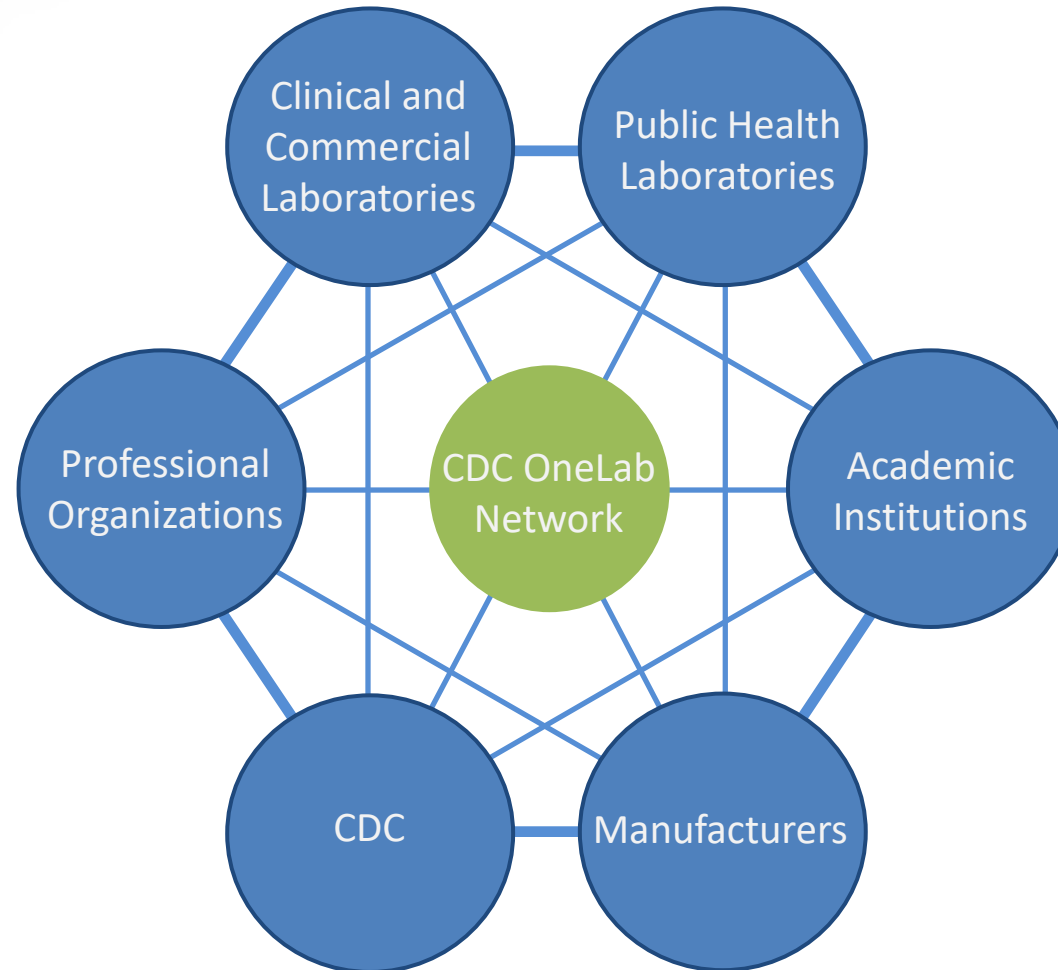 Clinical and
Commercial
Laboratories
Public Health
Laboratories
Professional
Organizations
CDC OneLab
Network
Academic
Institutions
CDC
Manufacturers